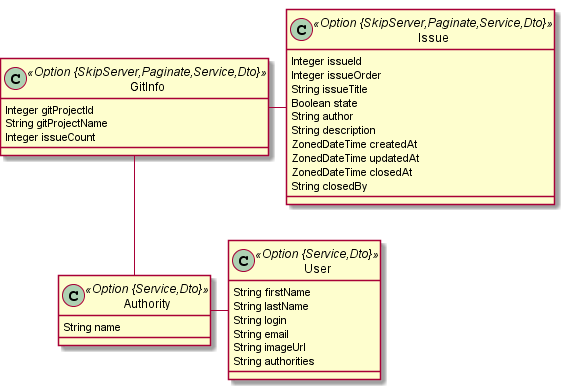 C
«Option {SkipServer,Paginate,Service,Dto}»
GitInfo
Integer gitProjectId
String gitProjectName
Integer issueCount
C
«Option {SkipServer,Paginate,Service,Dto}»
Issue
Integer issueId
Integer issueOrder
String issueTitle
Boolean state
String author
String description
ZonedDateTime createdAt
ZonedDateTime updatedAt
ZonedDateTime closedAt
String closedBy
C
«Option {Service,Dto}»
Authority
String name
C
«Option {Service,Dto}»
User
String firstName
String lastName
String login
String email
String imageUrl
String authorities